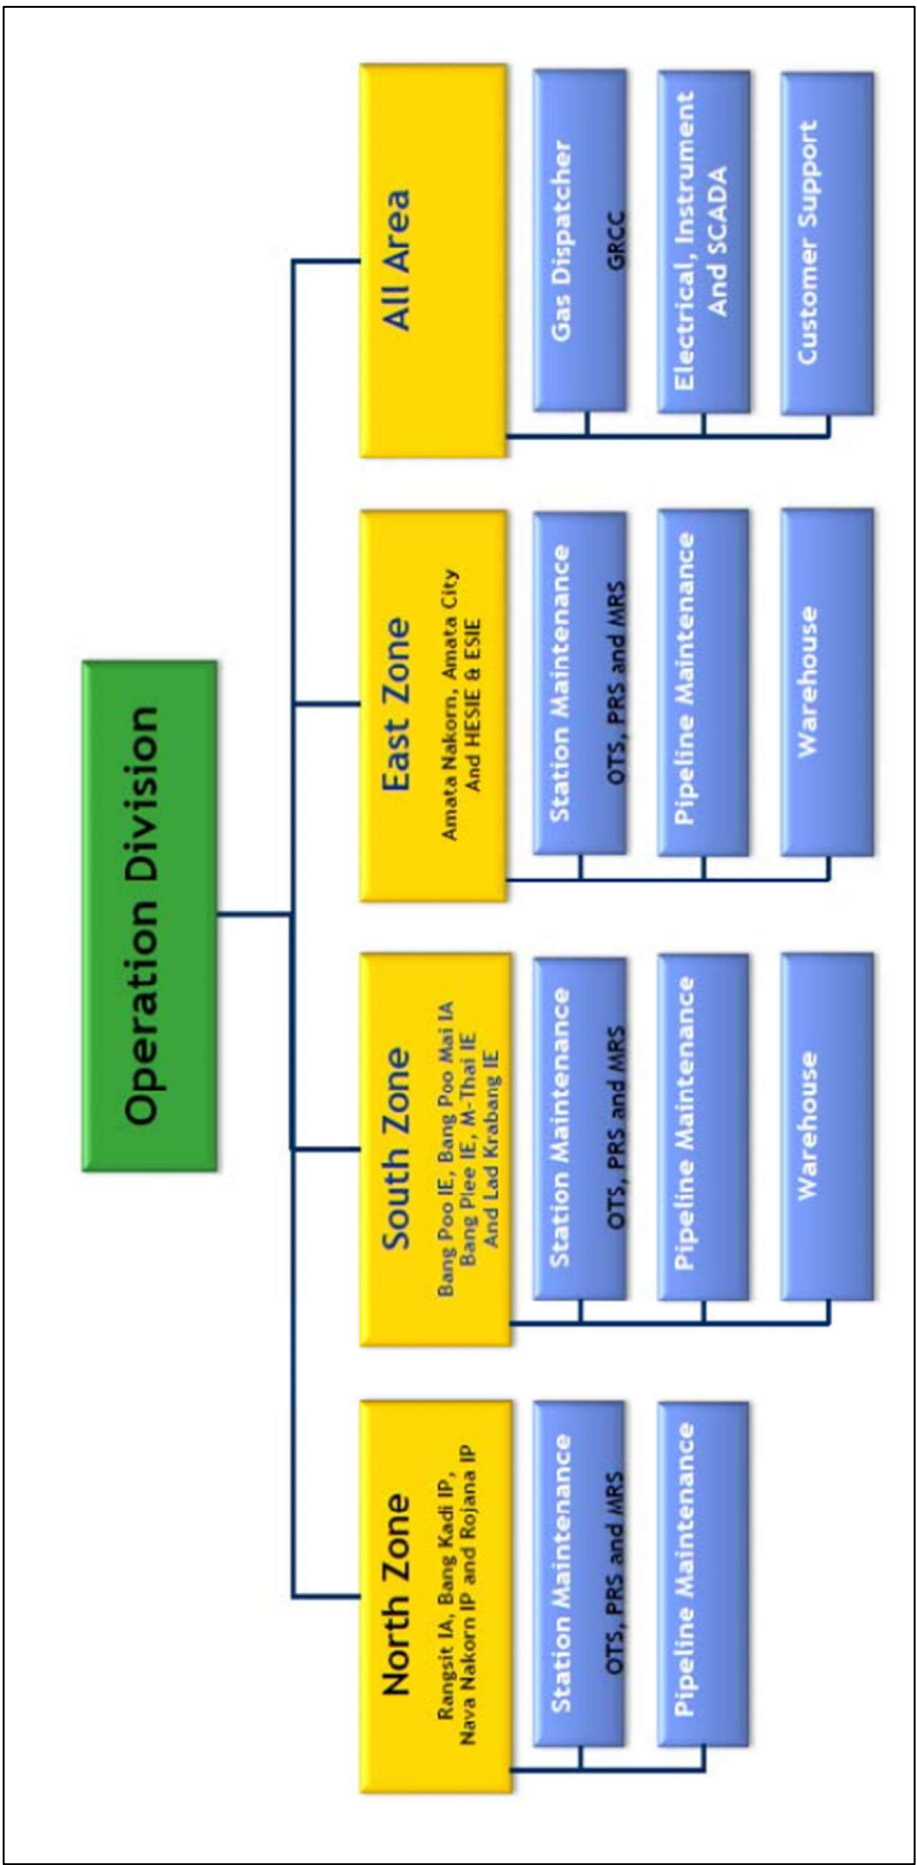 Operation Division
North Zone
Rangsit IA, Bang Kadi IP,
Nava Nakorn IP and Rojana IP
Station Maintenance
OTS, PRS and MRS
Pipeline Maintenance
South Zone
Bang Poo IE, Bang Poo Mai IA
Bang Plee IE, M-Thai IE
And Lad Krabang IE
Station Maintenance
OTS, PRS and MRS
Pipeline Maintenance
Warehouse
East Zone
Amata Nakorn, Amata City
And HESIE & ESIE
Station Maintenance
OTS, PRS and MRS
Pipeline Maintenance
Warehouse
All Area
Gas Dispatcher
GRCC
Electrical, Instrument
And SCADA
Customer Support